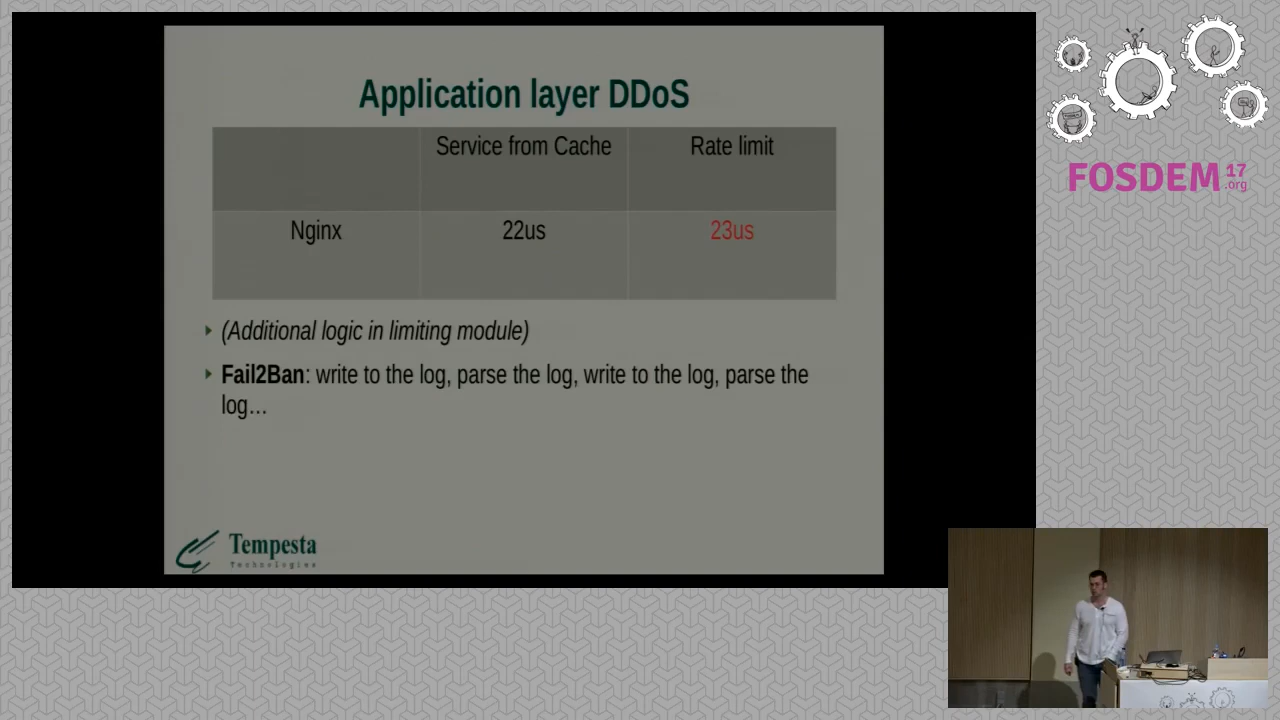 Application layer DDoS
Service from Cache
Rate limit
Nginx
22us
23us
(Additional logic in limiting module)
Fail2Ban: write to the log, parse the log, write to the log, parse the
log…
Tempesta
Technologies
FOSDEM 17
.org